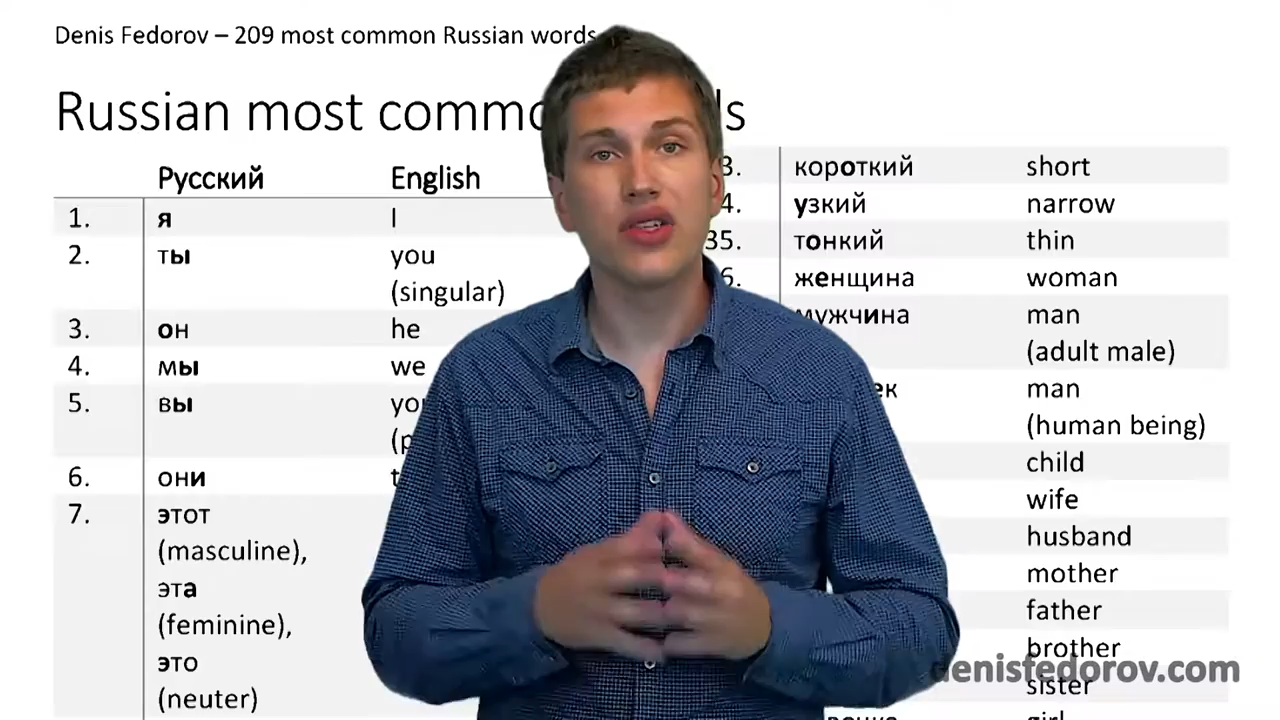 Denis Fedorov – 209 most common Russian words
Russian most
Русский English
1. я I
2. ты you
(singular)
3. он he
4. мы we
5. вы
6. они
7. этот
(masculine),
эта
(feminine),
это
(neuter)
короткий short
узкий narrow
35. тонкий thin
женщина woman
мужчина man
(adult male)
man
(human being)
child
wife
husband
mother
father
brother
sister
girl
denisfedorov.com